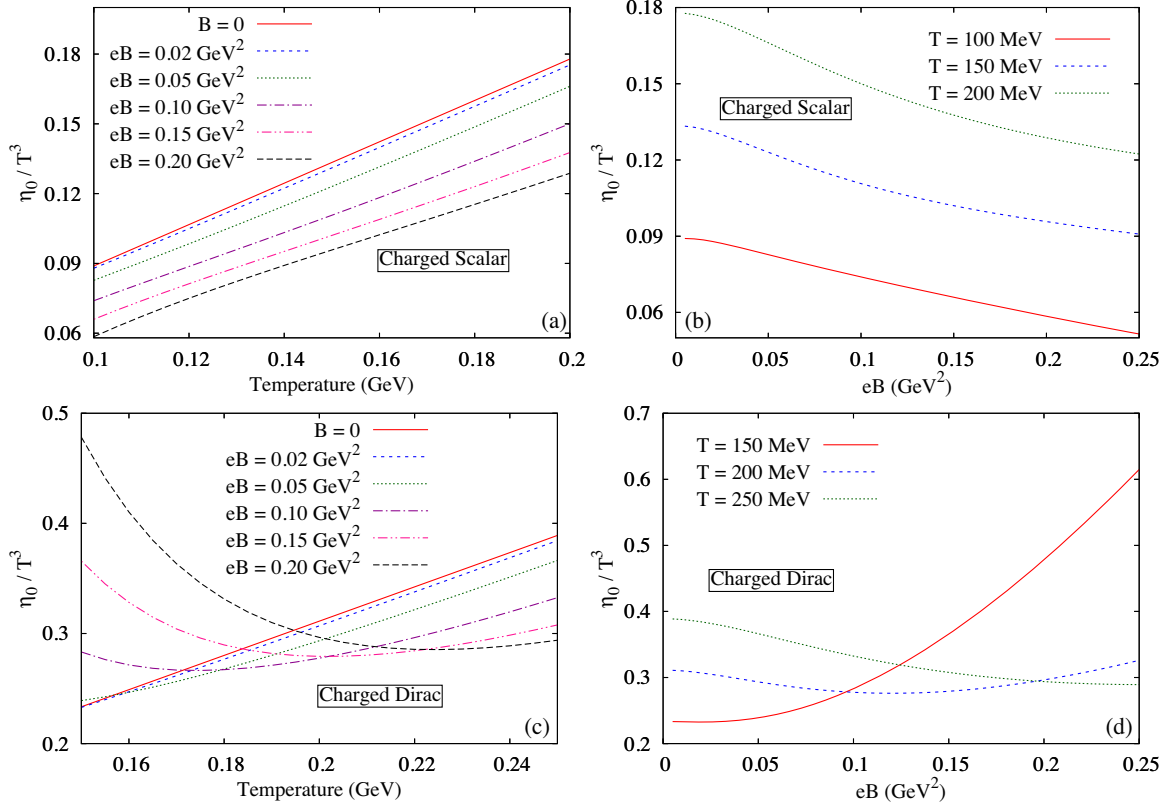 η₀ / T³
0.18
0.15
0.12
0.09
0.06
B = 0
eB = 0.02 GeV²
eB = 0.05 GeV²
eB = 0.10 GeV²
eB = 0.15 GeV²
eB = 0.20 GeV²
Charged Scalar
(a)
0.1 0.12 0.14 0.16 0.18 0.2
Temperature (GeV)
η₀ / T³
0.18
0.15
0.12
0.09
0.06
T = 100 MeV
T = 150 MeV
T = 200 MeV
Charged Scalar
(b)
0 0.05 0.1 0.15 0.2 0.25
eB (GeV²)
η₀ / T³
0.5
0.4
0.3
0.2
B = 0
eB = 0.02 GeV²
eB = 0.05 GeV²
eB = 0.10 GeV²
eB = 0.15 GeV²
eB = 0.20 GeV²
Charged Dirac
(c)
0.16 0.18 0.2 0.22 0.24
Temperature (GeV)
η₀ / T³
0.7
0.6
0.5
0.4
0.3
0.2
T = 150 MeV
T = 200 MeV
T = 250 MeV
Charged Dirac
(d)
0 0.05 0.1 0.15 0.2 0.25
eB (GeV²)